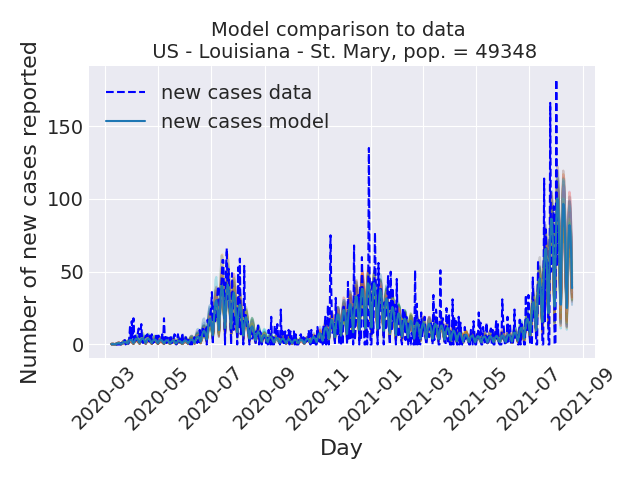 Model comparison to data
US - Louisiana - St. Mary, pop. = 49348
new cases data
new cases model
Number of new cases reported
150
100
50
0
2020-03
2020-05
2020-07
2020-09
2020-11
2021-01
2021-03
2021-05
2021-07
2021-09
Day